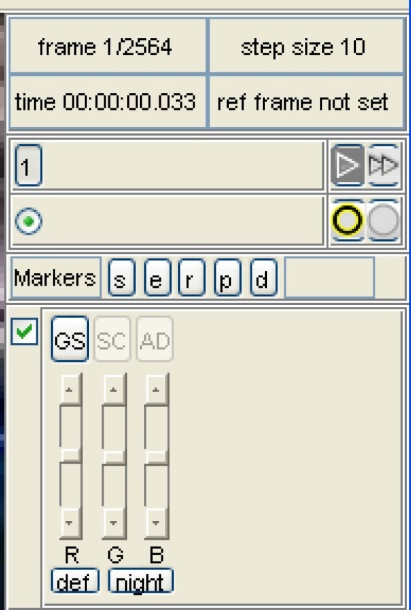 frame 1/2564 step size 10
time 00:00:00.033 ref frame not set
1
Markers s e r p d
GS SC AD
R G B
def night